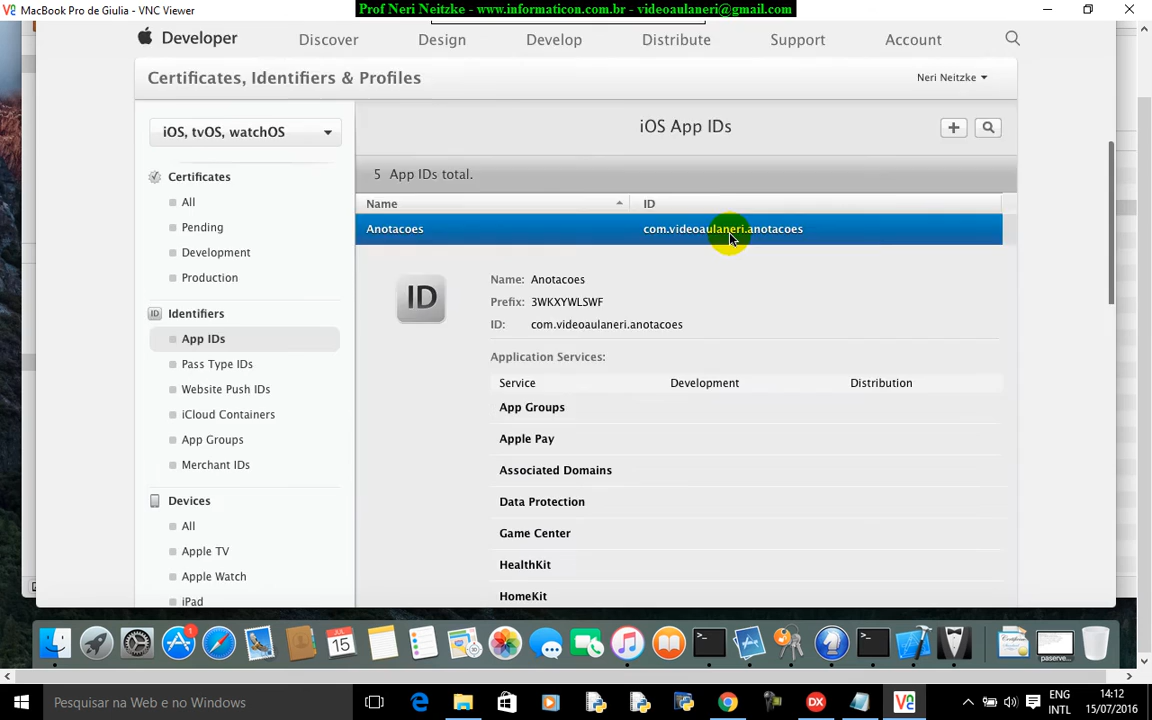 MacBook Pro de Giulia - VNC Viewer
Prof Neri Neitzke - www.informaticon.com.br - videoaulaneri@gmail.com
Developer
Discover
Design
Develop
Distribute
Support
Account
Certificates, Identifiers & Profiles
Neri Neitzke
iOS, tvOS, watchOS
iOS App IDs
Certificates
5 App IDs total.
All
Name
ID
Pending
Anotacoes
com.videoaulaneri.anotacoes
Development
Production
ID
Name: Anotacoes
Prefix: 3WKXYWLSWF
ID: com.videoaulaneri.anotacoes
ID
Identifiers
App IDs
Application Services:
Pass Type IDs
Service
Development
Distribution
Website Push IDs
App Groups
iCloud Containers
Apple Pay
App Groups
Associated Domains
Merchant IDs
Data Protection
Devices
Game Center
All
HealthKit
Apple TV
HomeKit
Apple Watch
iPad
JUL
15
1
Pesquisar na Web e no Windows
ENG
INTL
14:12
15/07/2016